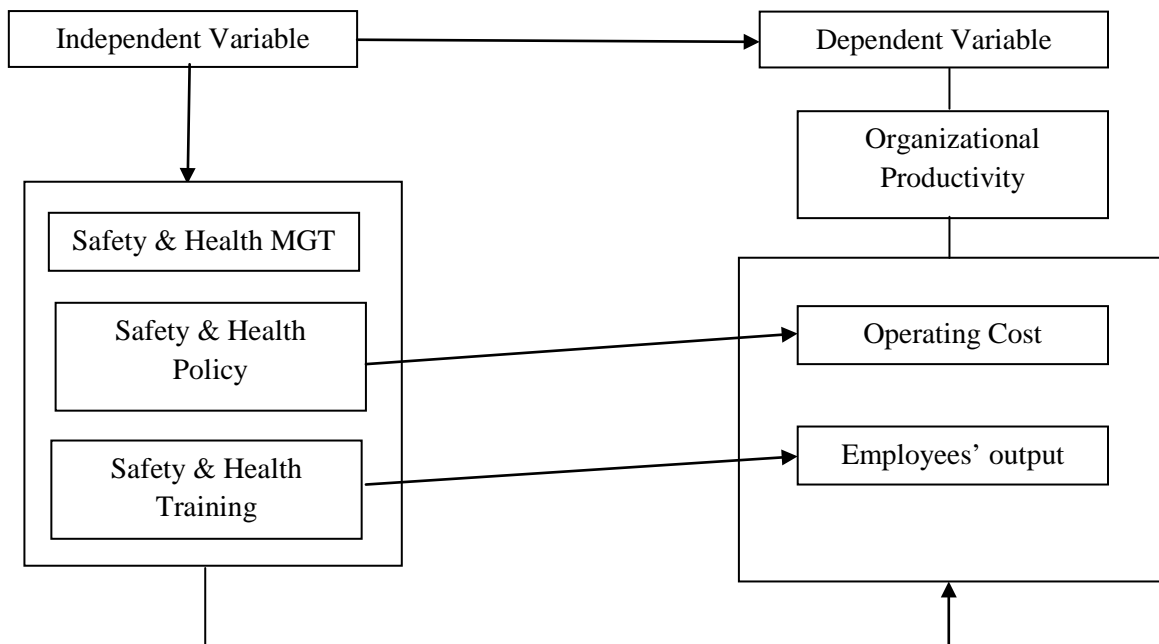 Independent Variable
Dependent Variable
Organizational
Productivity
Safety & Health MGT
Safety & Health
Policy
Operating Cost
Safety & Health
Training
Employees’ output